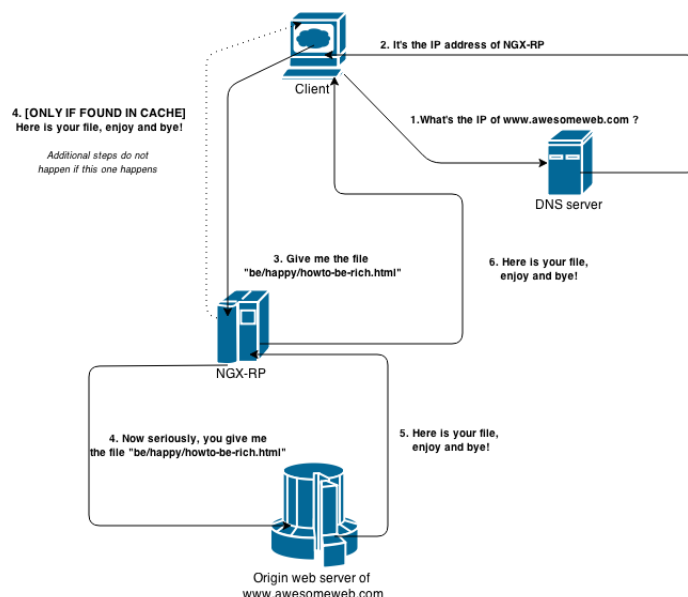 2. It's the IP address of NGX-RP
Client
4. [ONLY IF FOUND IN CACHE]
Here is your file, enjoy and bye!
Additional steps do not
happen if this one happens
1.What's the IP of www.awesomeweb.com ?
DNS server
3. Give me the file
"be/happy/howto-be-rich.html"
6. Here is your file,
enjoy and bye!
NGX-RP
4. Now seriously, you give me
the file "be/happy/howto-be-rich.html"
5. Here is your file,
enjoy and bye!
Origin web server of
www.awesomeweb.com